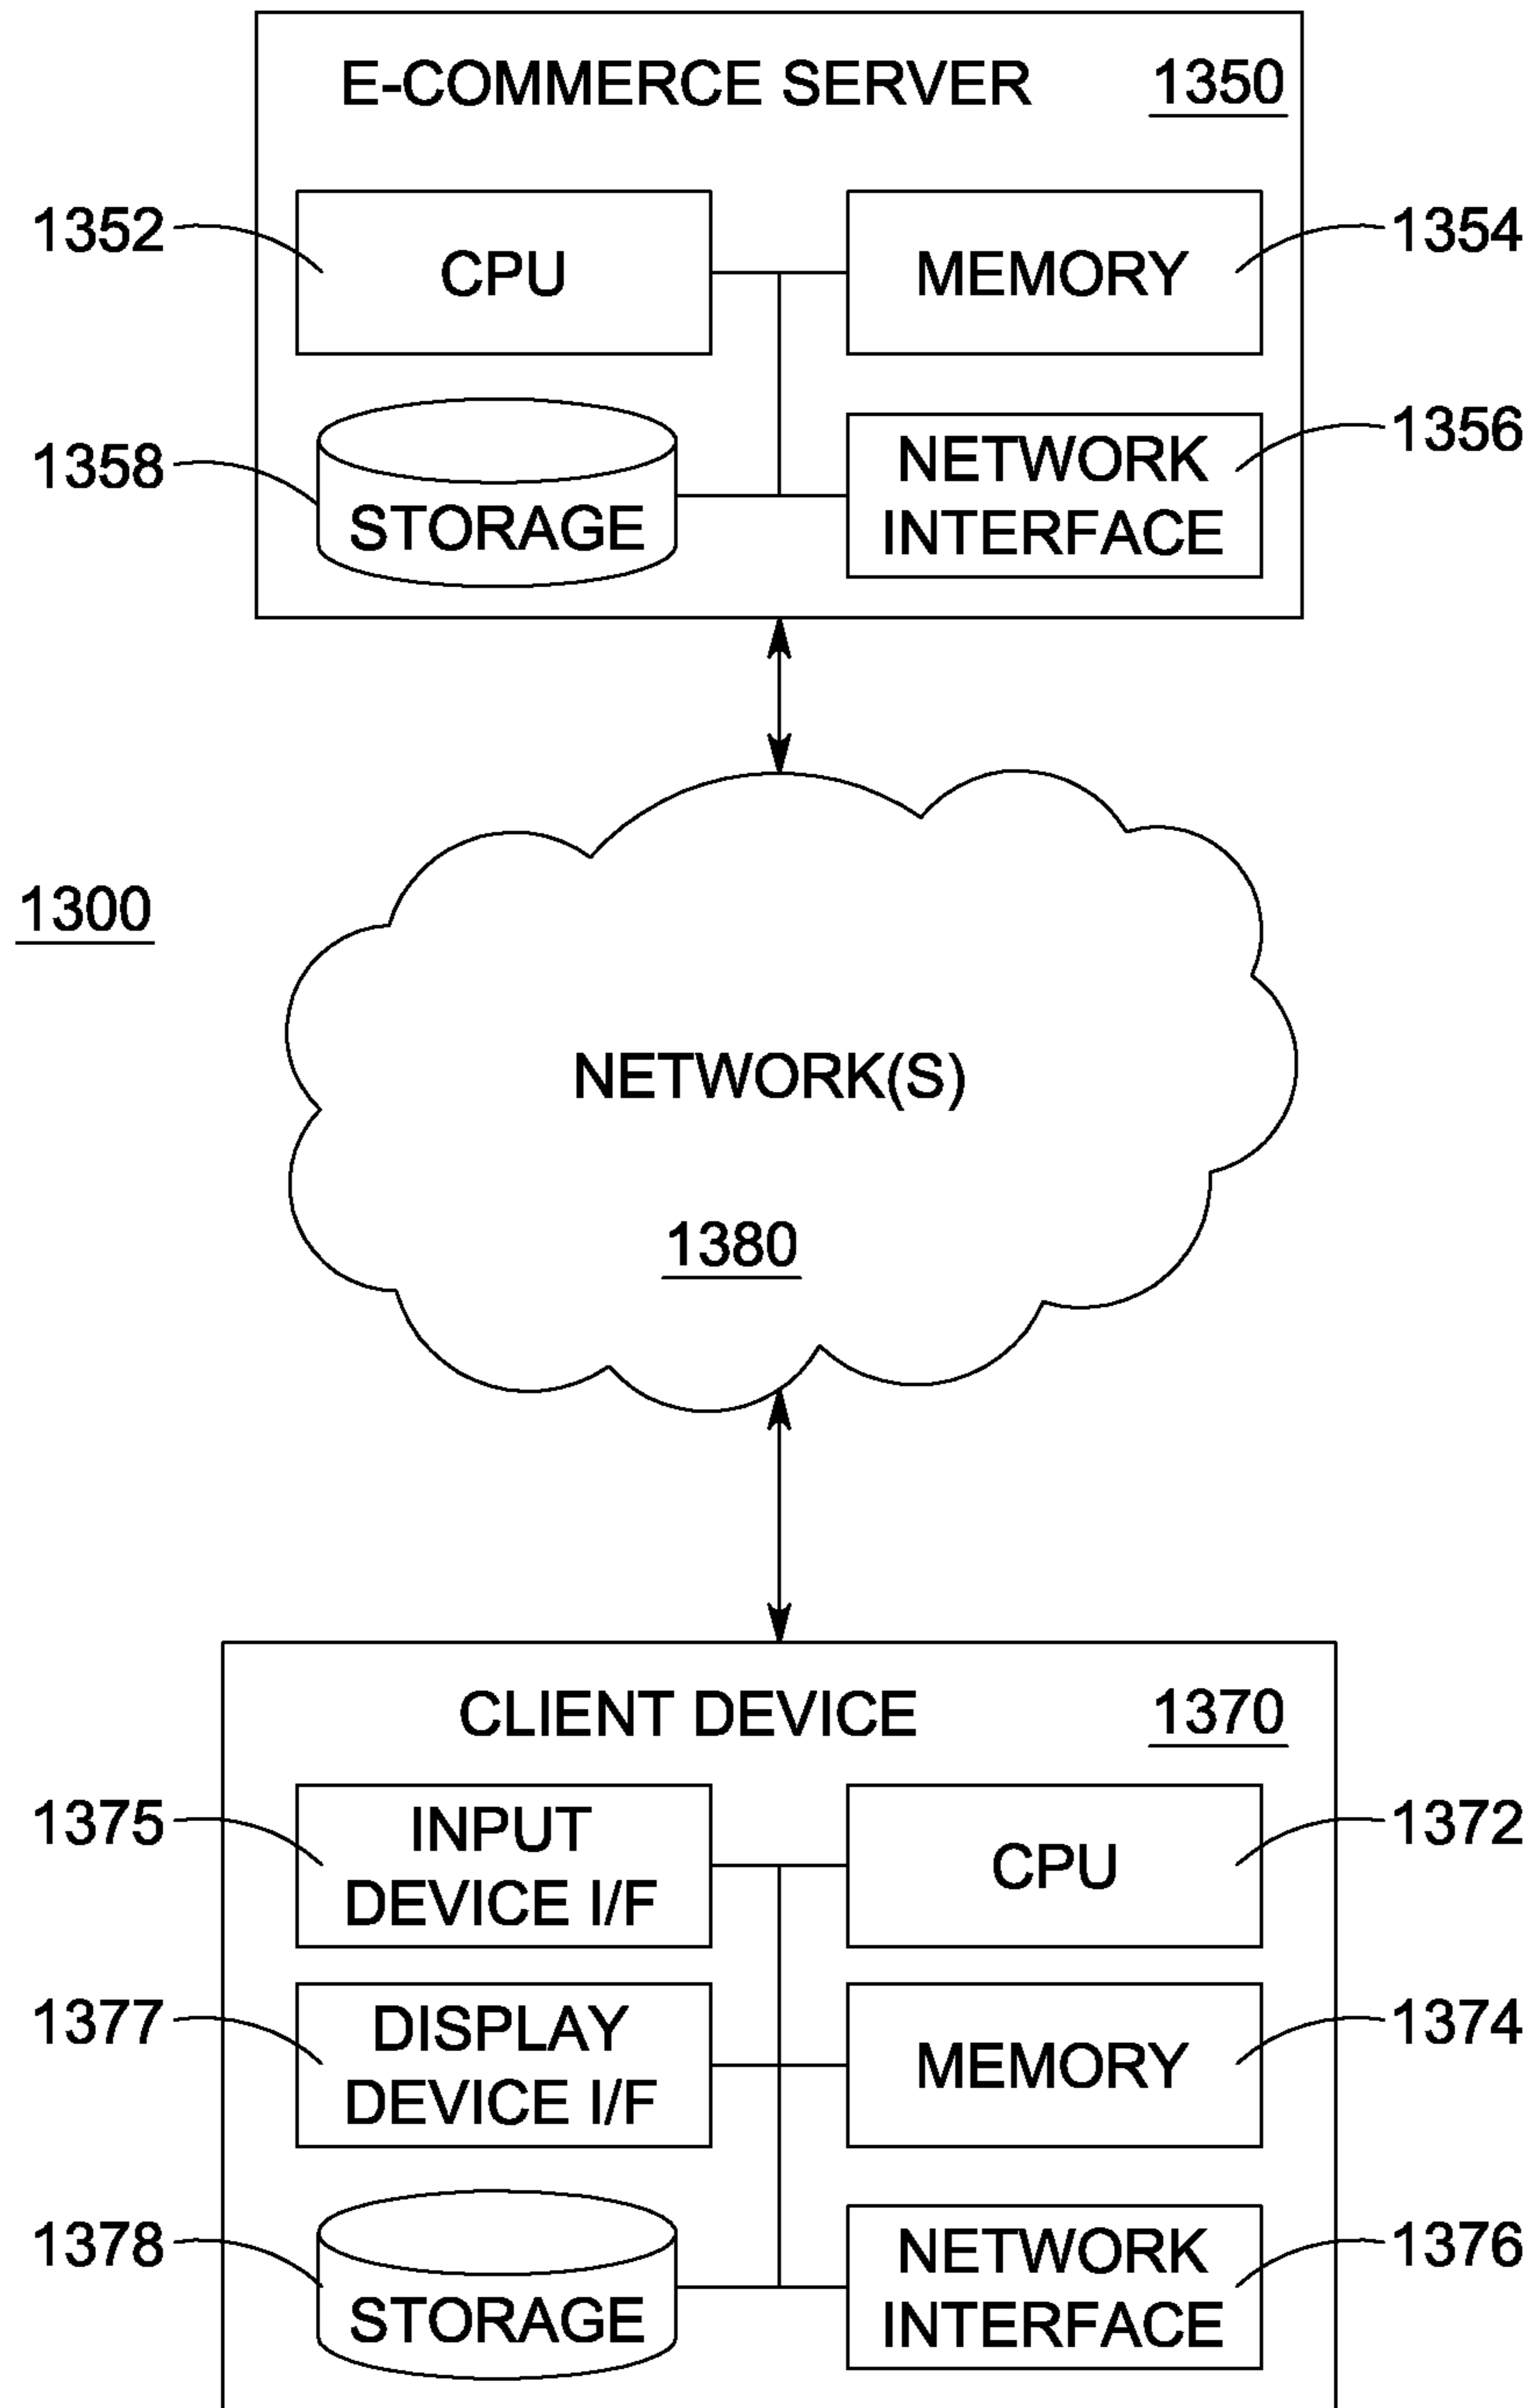 E-COMMERCE SERVER 1350
1352 CPU MEMORY 1354
1358 STORAGE NETWORK INTERFACE 1356
1300
NETWORK(S)
1380
CLIENT DEVICE 1370
1375 INPUT DEVICE I/F CPU 1372
1377 DISPLAY DEVICE I/F MEMORY 1374
1378 STORAGE NETWORK INTERFACE 1376